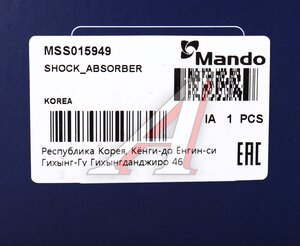 MSS015949
SHOCK_ABSORBER
Mando
KOREA
IA 1 PCS
Республика Корея, Кенги-до Енгин-си
Гихынг-Гу Гихынгданджиро 46
EAC